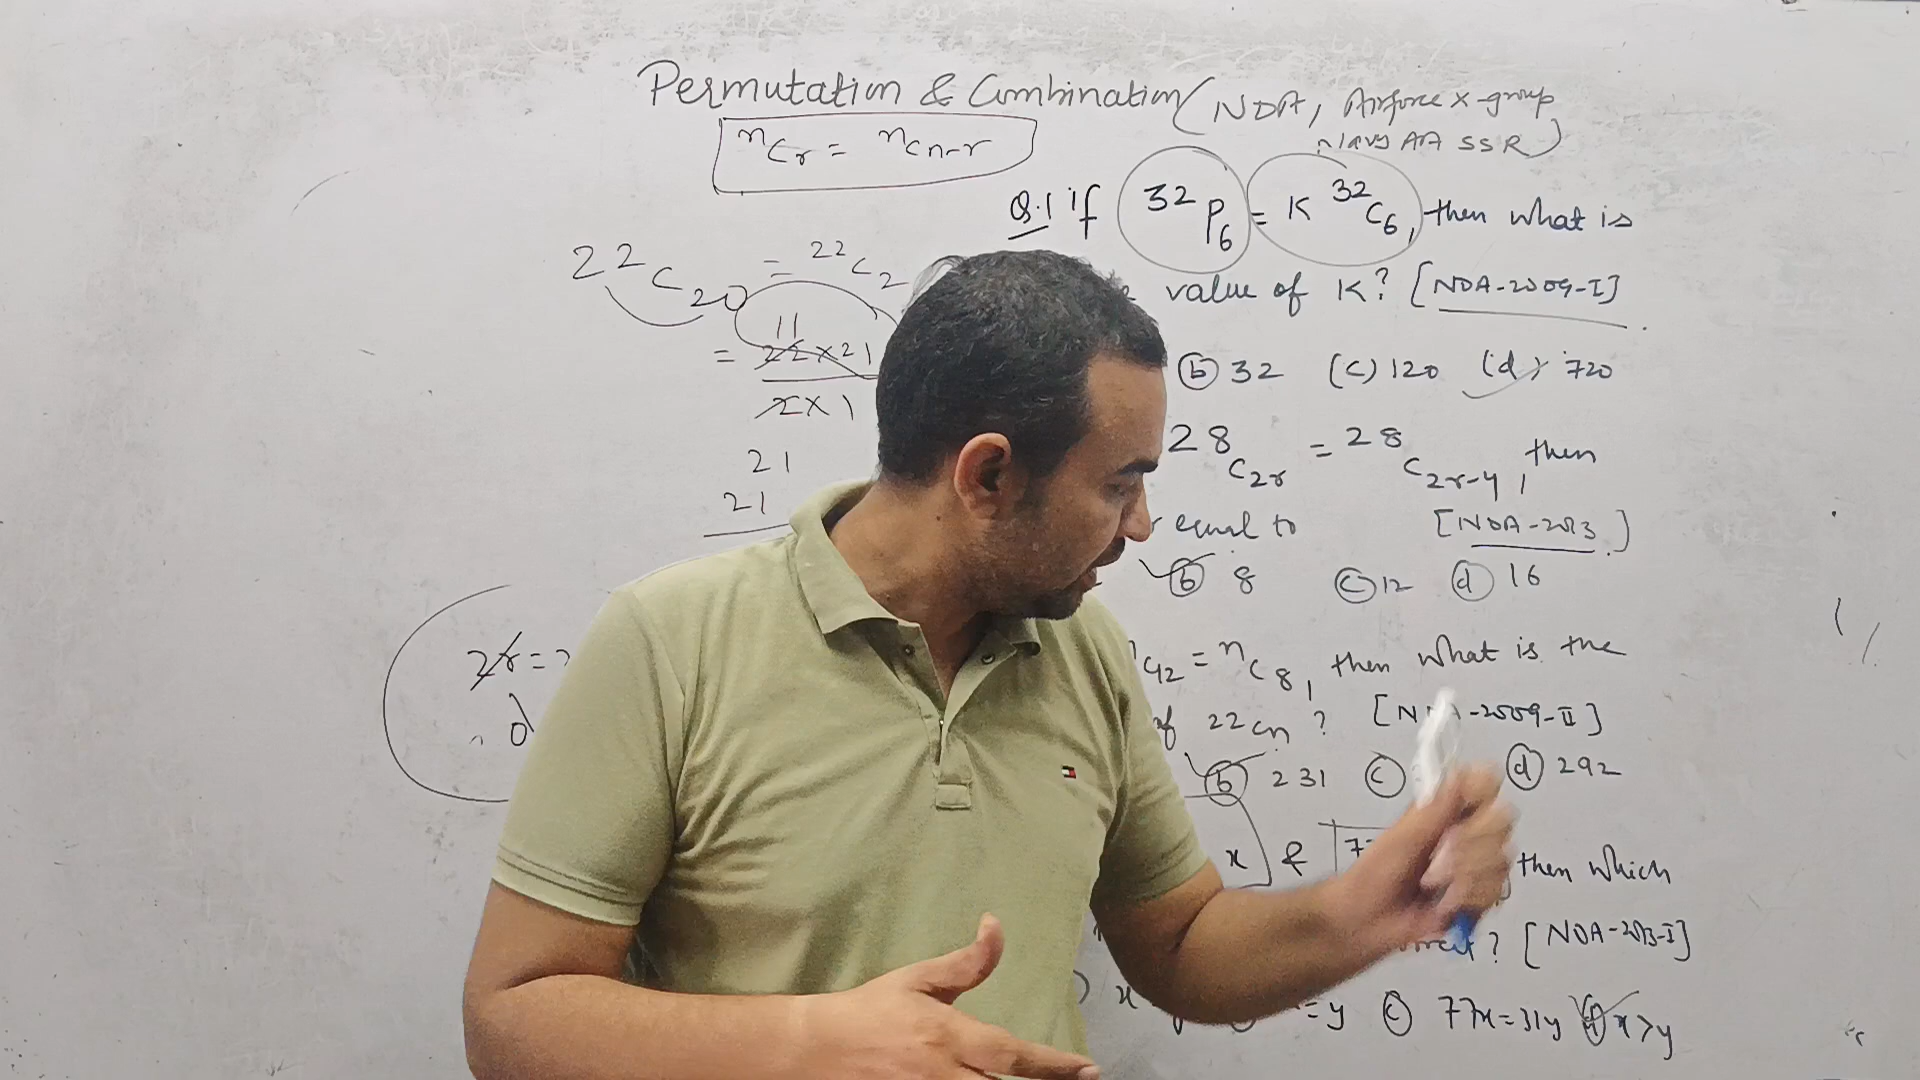 Permutation & Combination (NDA, Airforce X-group
Navy AA SSR)
nCr = nCn-r
Q.1 if 32P6 = K 32C6, then what is
value of K? [NDA-2009-I]
(b) 32 (c) 120 (d) 720
28C2r = 28C2r-4, then
equal to [NDA-2013]
(b) 8 (c) 12 (d) 16
= nC8, then what is the
of 22Cn? [NDA-2009-II]
(b) 231 (c) (d) 292
x & 7 then which
? [NDA-2013-I]
x = y (c) 77x = 31y (d) x > y
22C20 = 22C2
11
= 22×21
2×1
21
21
2r =